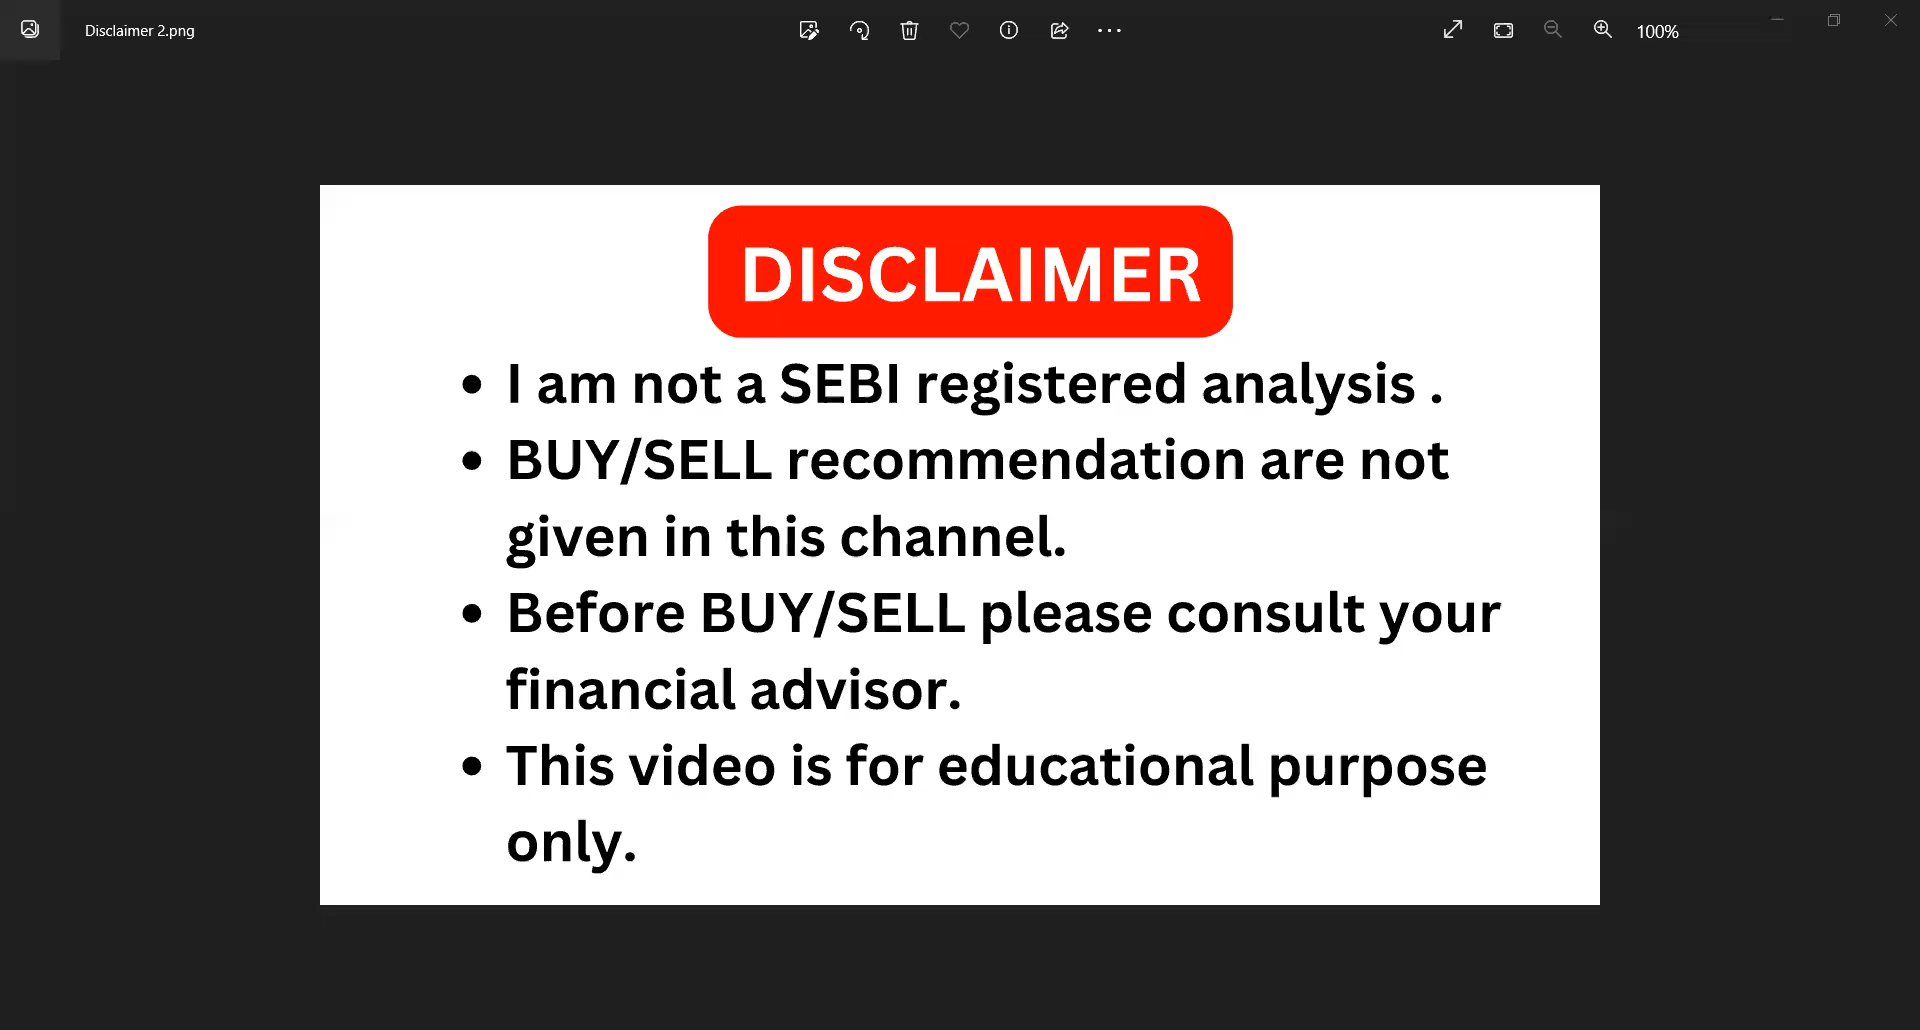 Disclaimer 2.png
100%
DISCLAIMER
• I am not a SEBI registered analysis .
• BUY/SELL recommendation are not
given in this channel.
• Before BUY/SELL please consult your
financial advisor.
• This video is for educational purpose
only.